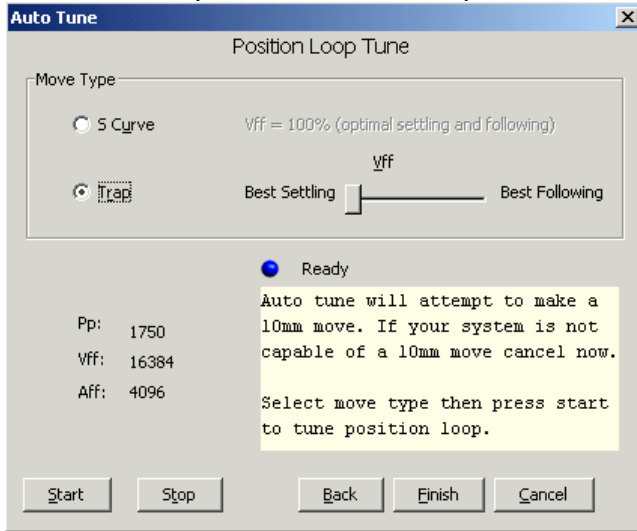 Auto Tune
Position Loop Tune
Move Type
S Curve
Vff = 100% (optimal settling and following)
Vff
Trap
Best Settling
Best Following
Ready
Auto tune will attempt to make a
10mm move. If your system is not
capable of a 10mm move cancel now.
Select move type then press start
to tune position loop.
Pp: 1750
Vff: 16384
Aff: 4096
Start
Stop
Back
Finish
Cancel